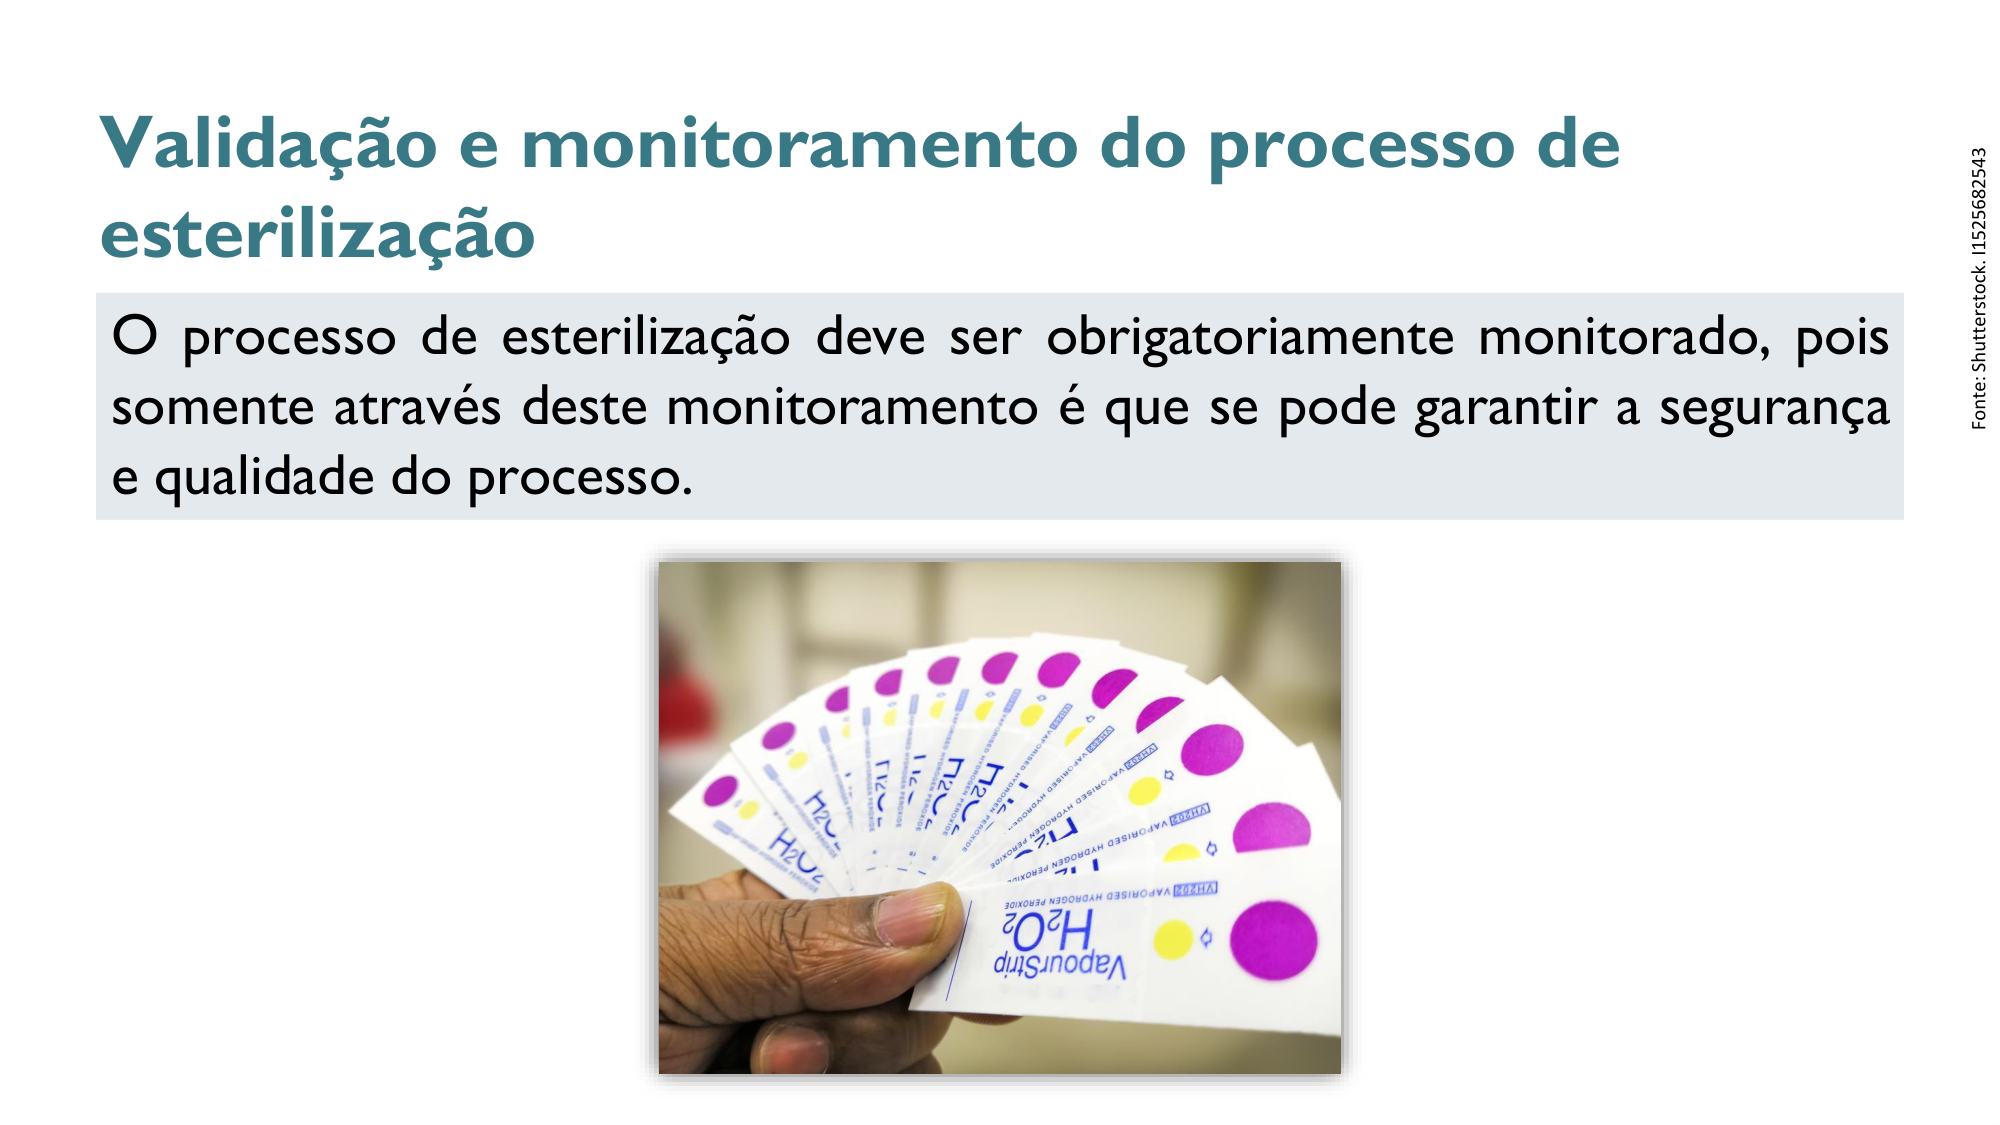 Validação e monitoramento do processo de
esterilização
O processo de esterilização deve ser obrigatoriamente monitorado, pois
somente através deste monitoramento é que se pode garantir a segurança
e qualidade do processo.
Fonte: Shutterstock. I1525682543
VH202
VAPORISED HYDROGEN PEROXIDE
H2O2
VapourStrip